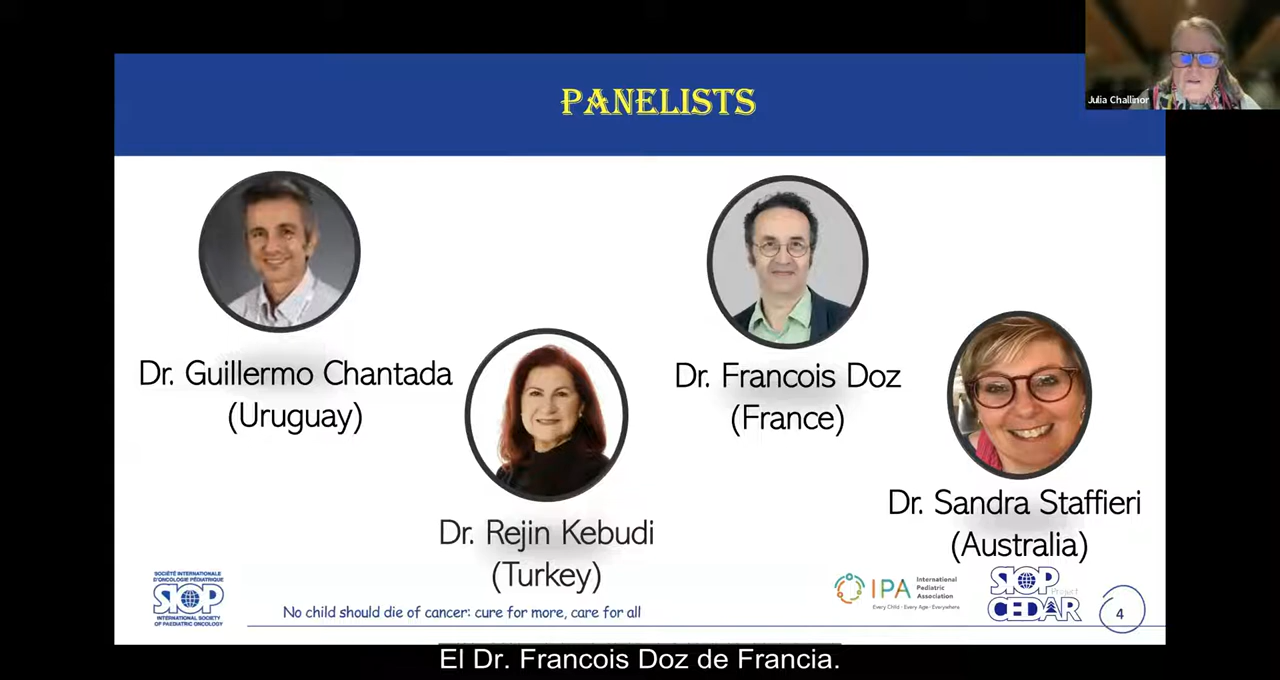 PANELISTS
Julia Challinor
Dr. Guillermo Chantada
(Uruguay)
Dr. Francois Doz
(France)
Dr. Rejin Kebudi
(Turkey)
Dr. Sandra Staffieri
(Australia)
SOCIÉTÉ INTERNATIONALE
D'ONCOLOGIE PÉDIATRIQUE
SIOP
INTERNATIONAL SOCIETY
OF PAEDIATRIC ONCOLOGY
No child should die of cancer: cure for more, care for all
IPA International
Pediatric
Association
Every Child · Every Age · Everywhere
SIOP Project
CEDAR
4
El Dr. Francois Doz de Francia.